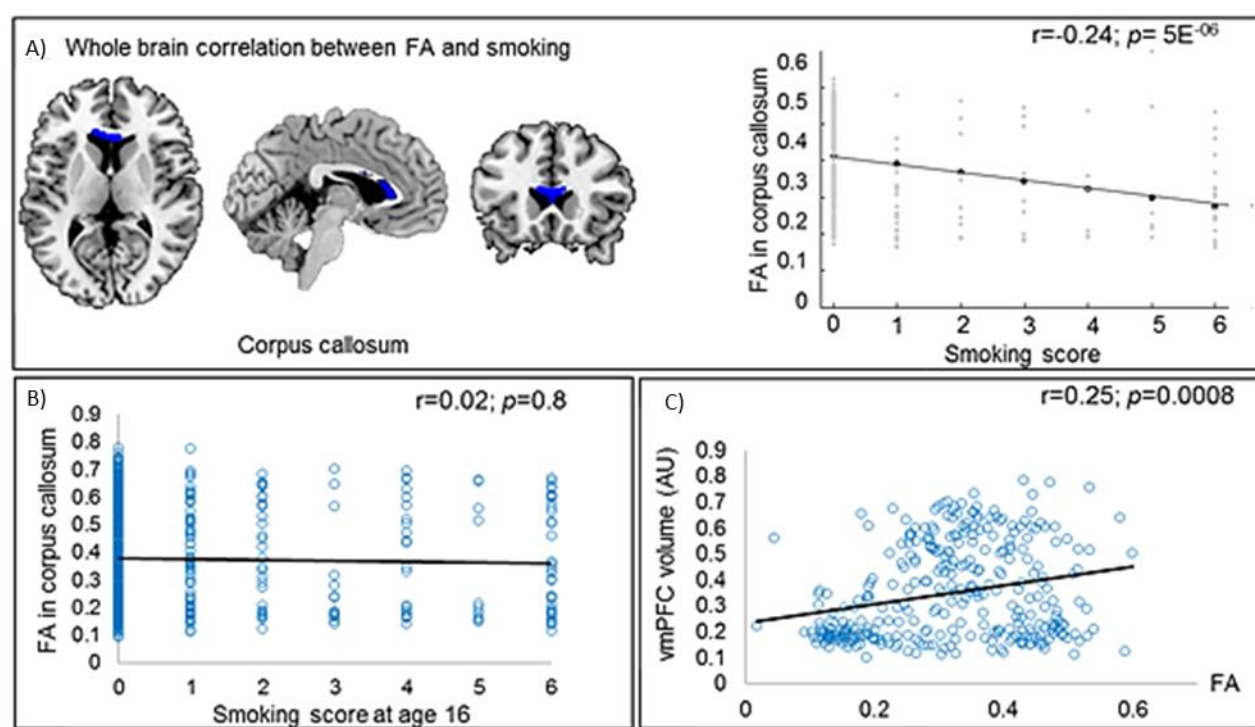 A) Whole brain correlation between FA and smoking
Corpus callosum
r=-0.24; p= 5E-06
FA in corpus callosum
0.6
0.5
0.3
0.3
0.1
0
0 1 2 3 4 5 6
Smoking score
B)
r=0.02; p=0.8
FA in corpus callosum
0.9
0.8
0.7
0.6
0.5
0.4
0.3
0.2
0.1
0
0 1 2 3 4 5 6
Smoking score at age 16
C)
r=0.25; p=0.0008
vmPFC volume (AU)
0.9
0.8
0.7
0.6
0.5
0.4
0.3
0.2
0.1
0
0 0.2 0.4 0.6
FA